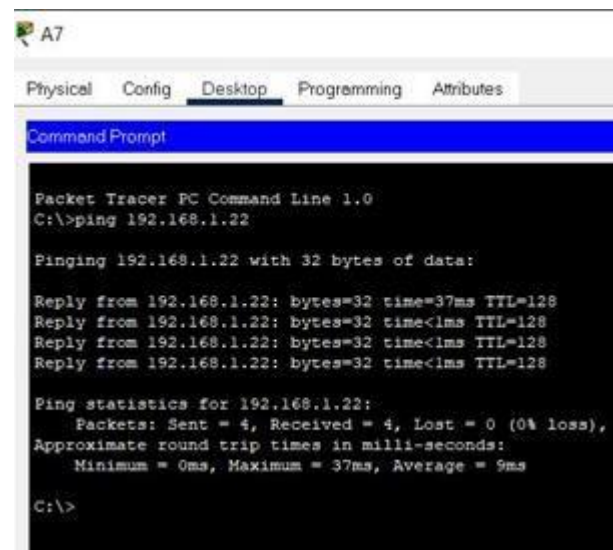 A7
Physical Config Desktop Programming Attributes
Command Prompt
Packet Tracer PC Command Line 1.0
C:\>ping 192.168.1.22
Pinging 192.168.1.22 with 32 bytes of data:
Reply from 192.168.1.22: bytes=32 time=37ms TTL=128
Reply from 192.168.1.22: bytes=32 time<1ms TTL=128
Reply from 192.168.1.22: bytes=32 time<1ms TTL=128
Reply from 192.168.1.22: bytes=32 time<1ms TTL=128
Ping statistics for 192.168.1.22:
Packets: Sent = 4, Received = 4, Lost = 0 (0% loss),
Approximate round trip times in milli-seconds:
Minimum = 0ms, Maximum = 37ms, Average = 9ms
C:\>